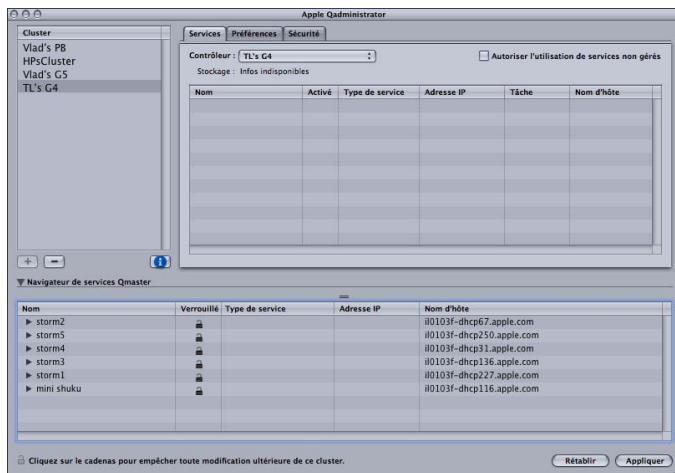 Apple Qadministrator
Cluster
Vlad's PB
HPsCluster
Vlad's G5
TL's G4
Services Préférences Sécurité
Contrôleur : TL's G4
Autoriser l'utilisation de services non gérés
Stockage : Infos indisponibles
Nom Activé Type de service Adresse IP Tâche Nom d'hôte
Navigateur de services Qmaster
Nom Verrouillé Type de service Adresse IP Nom d'hôte
storm2 il0103f-dhcp67.apple.com
storm5 il0103f-dhcp250.apple.com
storm4 il0103f-dhcp31.apple.com
storm3 il0103f-dhcp136.apple.com
storm1 il0103f-dhcp227.apple.com
mini shuku il0103f-dhcp116.apple.com
Cliquez sur le cadenas pour empêcher toute modification ultérieure de ce cluster.
Rétablir Appliquer